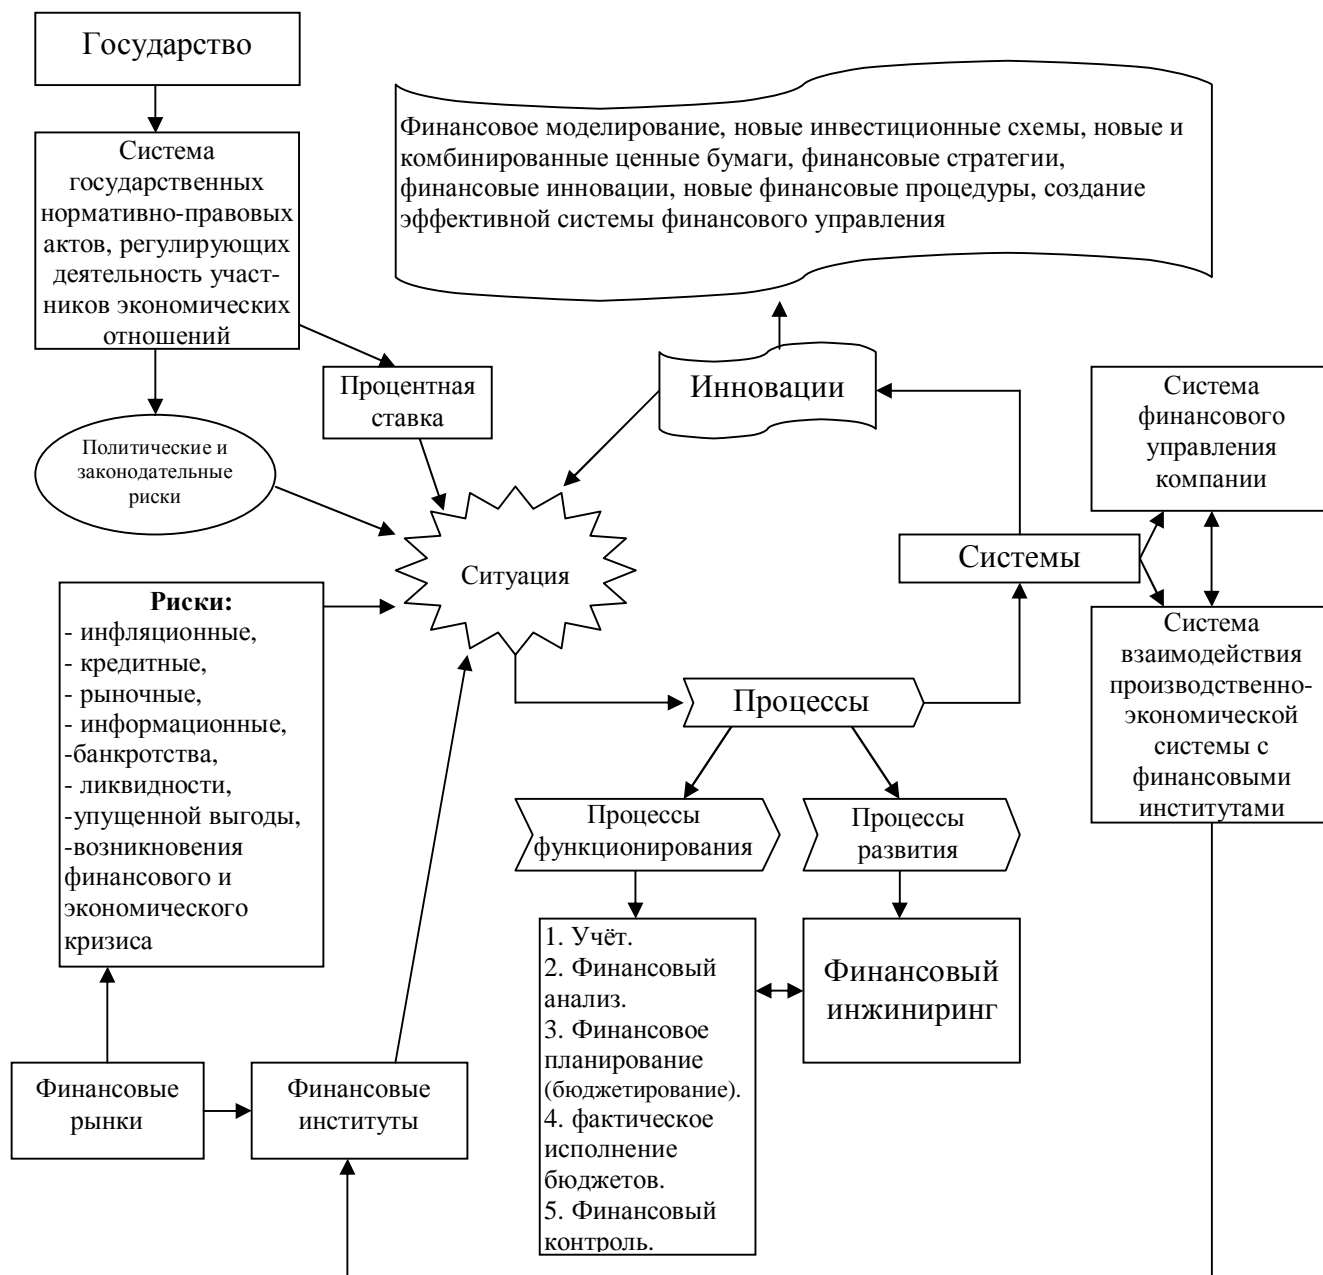 Государство
Система
государственных
нормативно-правовых
актов, регулирующих
деятельность участ-
ников экономических
отношений
Финансовое моделирование, новые инвестиционные схемы, новые и
комбинированные ценные бумаги, финансовые стратегии,
финансовые инновации, новые финансовые процедуры, создание
эффективной системы финансового управления
Процентная
ставка
Инновации
Система
финансового
управления
компании
Политические и
законодательные
риски
Ситуация
Системы
Риски:
- инфляционные,
- кредитные,
- рыночные,
- информационные,
-банкротства,
- ликвидности,
-упущенной выгоды,
-возникновения
финансового и
экономического
кризиса
Система
взаимодействия
производственно-
экономической
системы с
финансовыми
институтами
Процессы
Процессы
функционирования
Процессы
развития
1. Учёт.
2. Финансовый
анализ.
3. Финансовое
планирование
(бюджетирование).
4. фактическое
исполнение
бюджетов.
5. Финансовый
контроль.
Финансовый
инжиниринг
Финансовые
рынки
Финансовые
институты